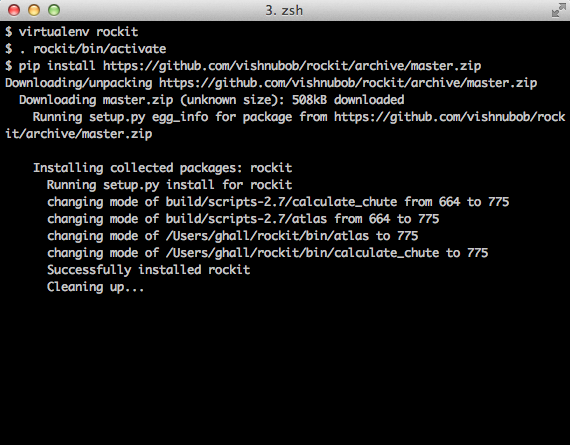 3. zsh
$ virtualenv rockit
$ . rockit/bin/activate
$ pip install https://github.com/vishnubob/rockit/archive/master.zip
Downloading/unpacking https://github.com/vishnubob/rockit/archive/master.zip
  Downloading master.zip (unknown size): 508kB downloaded
    Running setup.py egg_info for package from https://github.com/vishnubob/rock
it/archive/master.zip
    Installing collected packages: rockit
      Running setup.py install for rockit
      changing mode of build/scripts-2.7/calculate_chute from 664 to 775
      changing mode of build/scripts-2.7/atlas from 664 to 775
      changing mode of /Users/ghall/rockit/bin/atlas to 775
      changing mode of /Users/ghall/rockit/bin/calculate_chute to 775
      Successfully installed rockit
      Cleaning up...